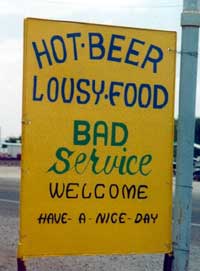 HOT·BEER
LOUSY·FOOD
BAD
Service
WELCOME
HAVE-A-NICE-DAY